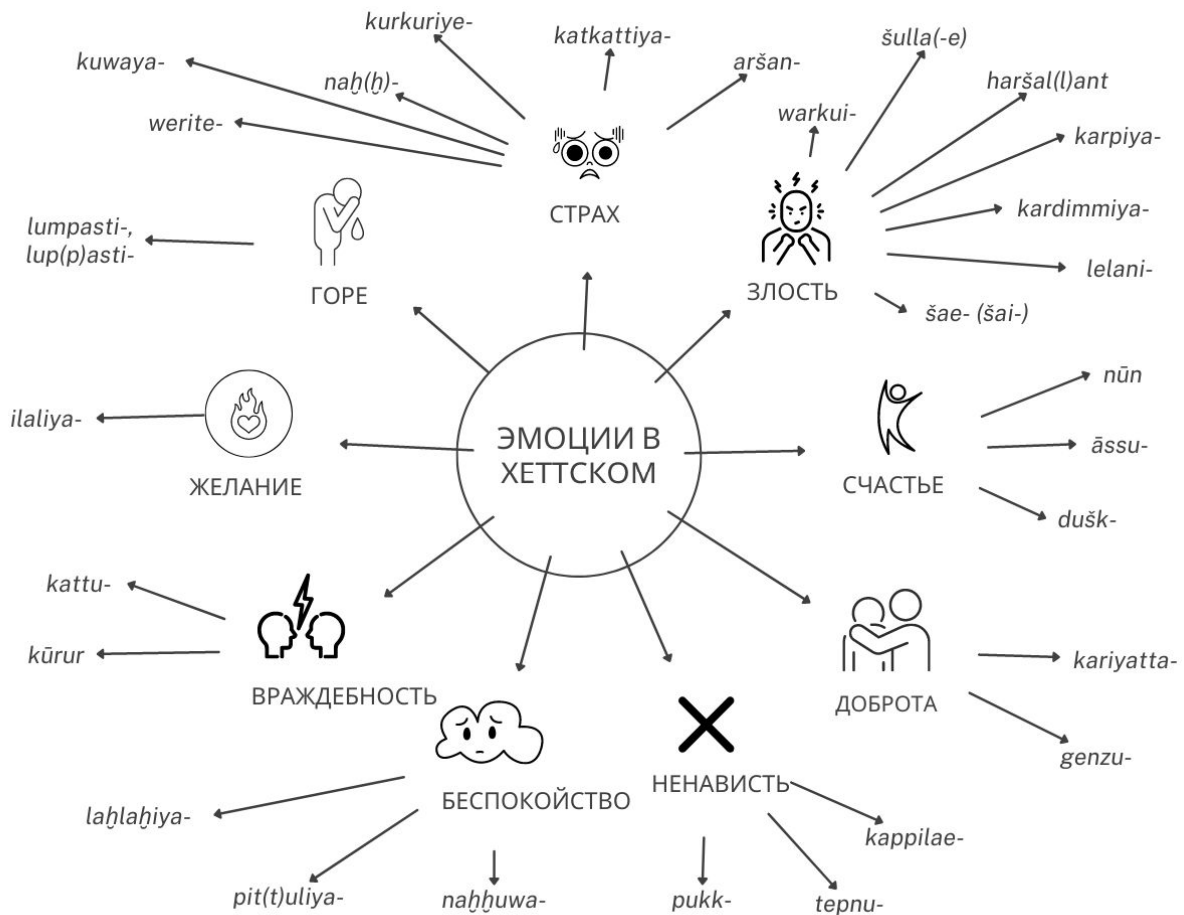 kurkuriye-
katkattiya-
šulla(-e)
kuwaya-
naḫ(ḫ)-
aršan-
haršal(l)ant
werite-
warkui-
karpiya-
СТРАХ
kardimmiya-
lumpasti-,
lup(p)asti-
lelani-
ГОРЕ
ЗЛОСТЬ
šae- (šai-)
nūn
ilaliya-
ЭМОЦИИ В
ХЕТТСКОМ
āssu-
ЖЕЛАНИЕ
СЧАСТЬЕ
dušk-
kattu-
kūrur
kariyatta-
ВРАЖДЕБНОСТЬ
ДОБРОТА
genzu-
НЕНАВИСТЬ
БЕСПОКОЙСТВО
laḫlaḫiya-
kappilae-
pit(t)uliya-
naḫḫuwa-
pukk-
tepnu-